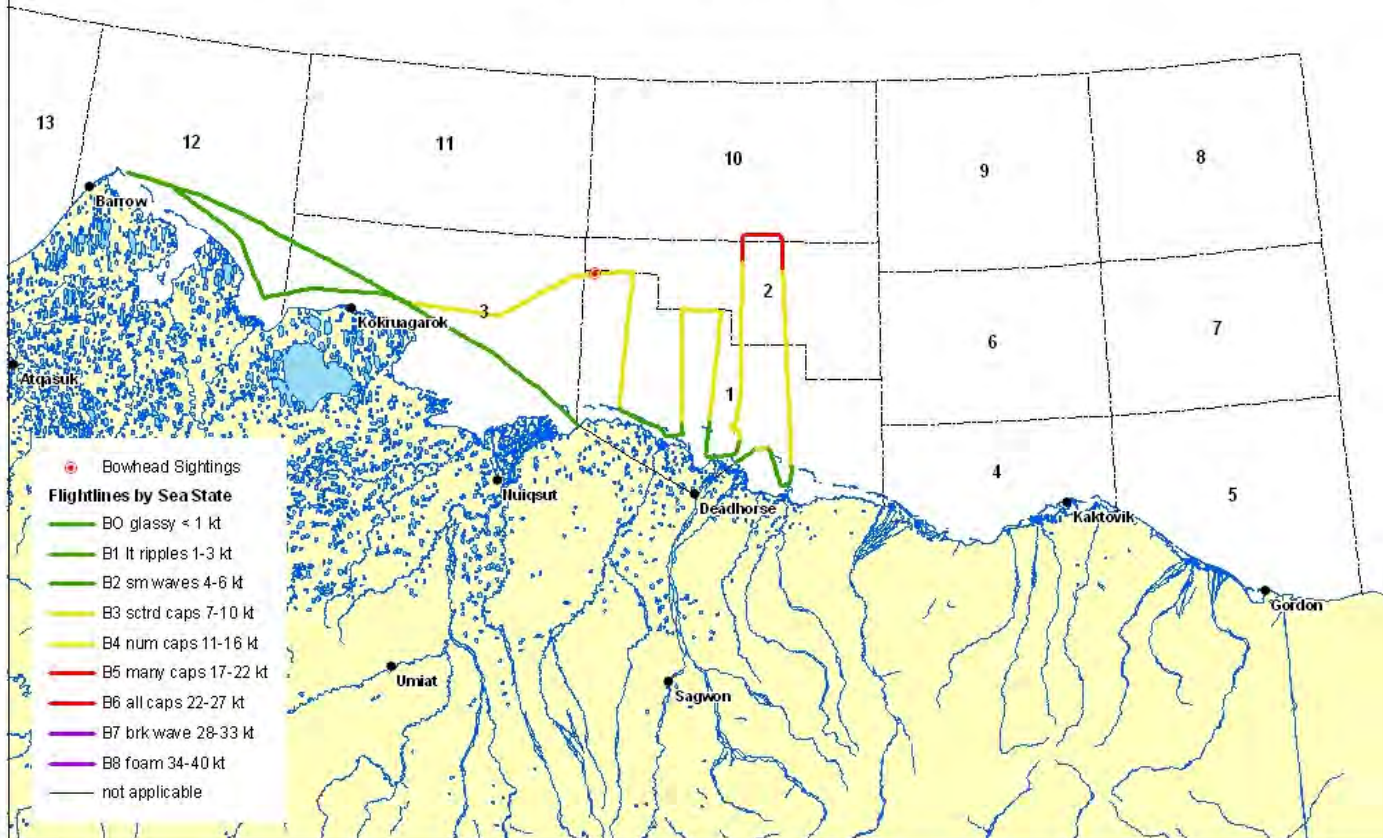 13
12
11
10
9
8
Barrow
3
Kokruagarok
2
6
7
Atqasuk
1
4
5
Nuiqsut
Deadhorse
Kaktovik
Gordon
Umiat
Sagwon
Bowhead Sightings
Flightlines by Sea State
B0 glassy < 1 kt
B1 lt ripples 1-3 kt
B2 sm waves 4-6 kt
B3 sctrd caps 7-10 kt
B4 num caps 11-16 kt
B5 many caps 17-22 kt
B6 all caps 22-27 kt
B7 brk wave 28-33 kt
B8 foam 34-40 kt
not applicable